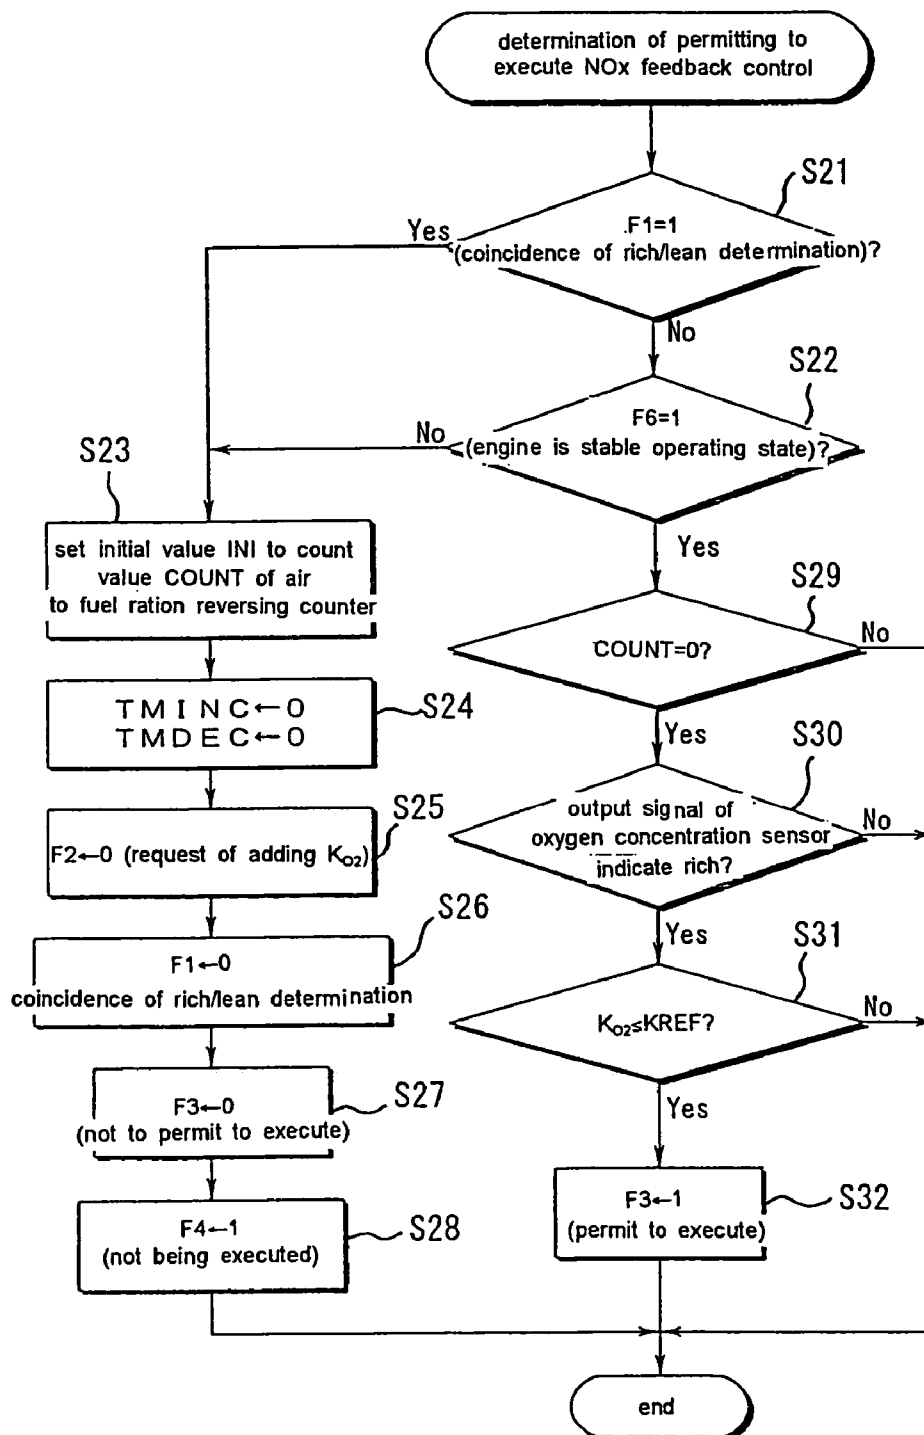 determination of permitting to
execute NOx feedback control
S21
F1=1
(coincidence of rich/lean determination)?
Yes
No
S22
F6=1
(engine is stable operating state)?
No
Yes
S23
set initial value INI to count
value COUNT of air
to fuel ration reversing counter
S29
COUNT=0?
No
Yes
TMINC←0
TMDEC←0
S24
S30
output signal of
oxygen concentration sensor
indicate rich?
No
Yes
S25
F2←0 (request of adding KO2)
S26
F1←0
coincidence of rich/lean determination
S31
KO2≤KREF?
No
Yes
F3←0
(not to permit to execute)
S27
F3←1
(permit to execute)
S32
F4←1
(not being executed)
S28
end